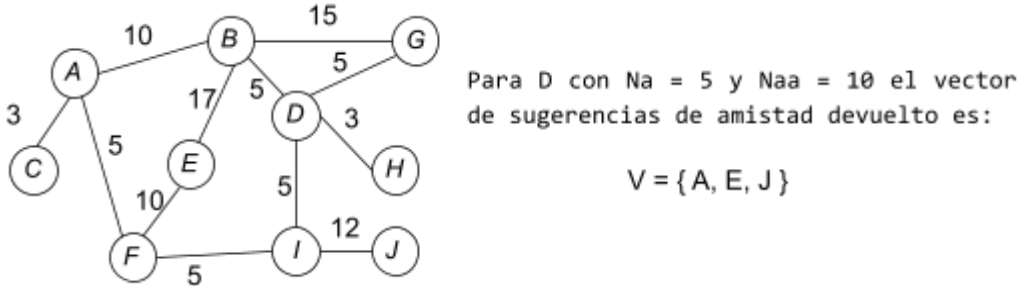 15
10
B
G
5
A
5
17
D
3
3
5
E
H
C
10
5
12
F
I
J
5
Para D con Na = 5 y Naa = 10 el vector
de sugerencias de amistad devuelto es:
V = { A, E, J }